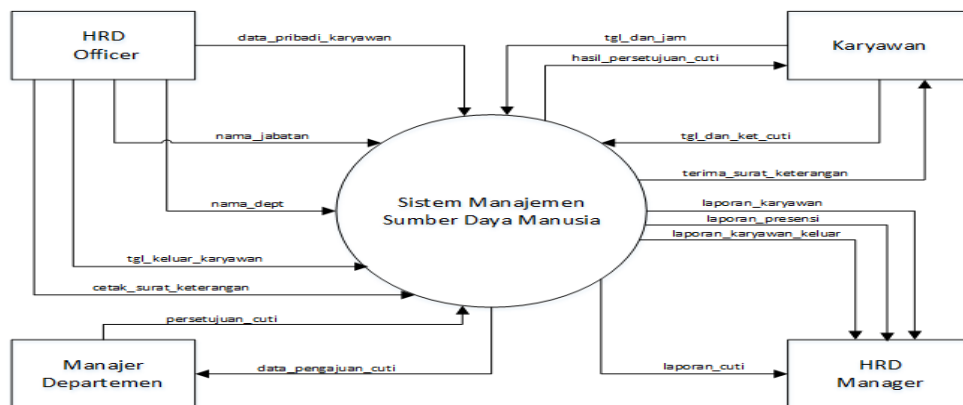 HRD
Officer
data_pribadi_karyawan
tgl_dan_jam
Karyawan
hasil_persetujuan_cuti
nama_jabatan
tgl_dan_ket_cuti
terima_surat_keterangan
Sistem Manajemen
Sumber Daya Manusia
nama_dept
laporan_karyawan
laporan_presensi
laporan_karyawan_keluar
tgl_keluar_karyawan
cetak_surat_keterangan
persetujuan_cuti
Manajer
Departemen
data_pengajuan_cuti
laporan_cuti
HRD
Manager